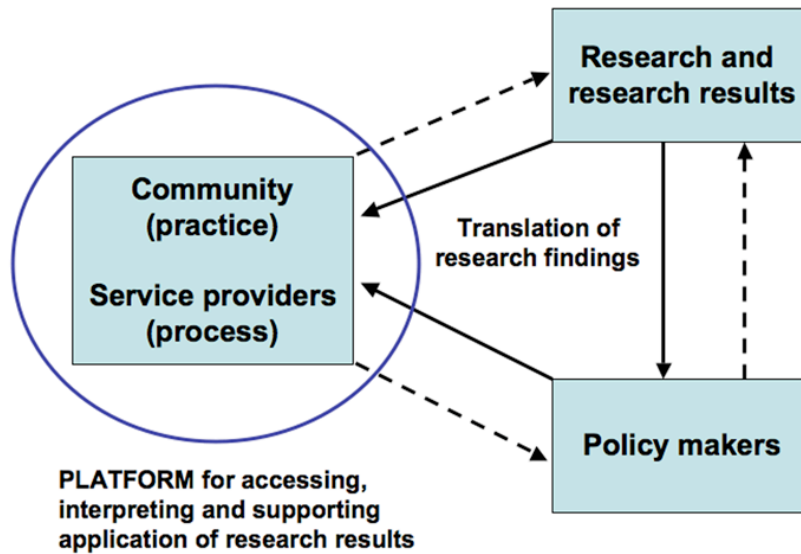 Research and
research results
Community
(practice)
Service providers
(process)
Translation of
research findings
Policy makers
PLATFORM for accessing,
interpreting and supporting
application of research results